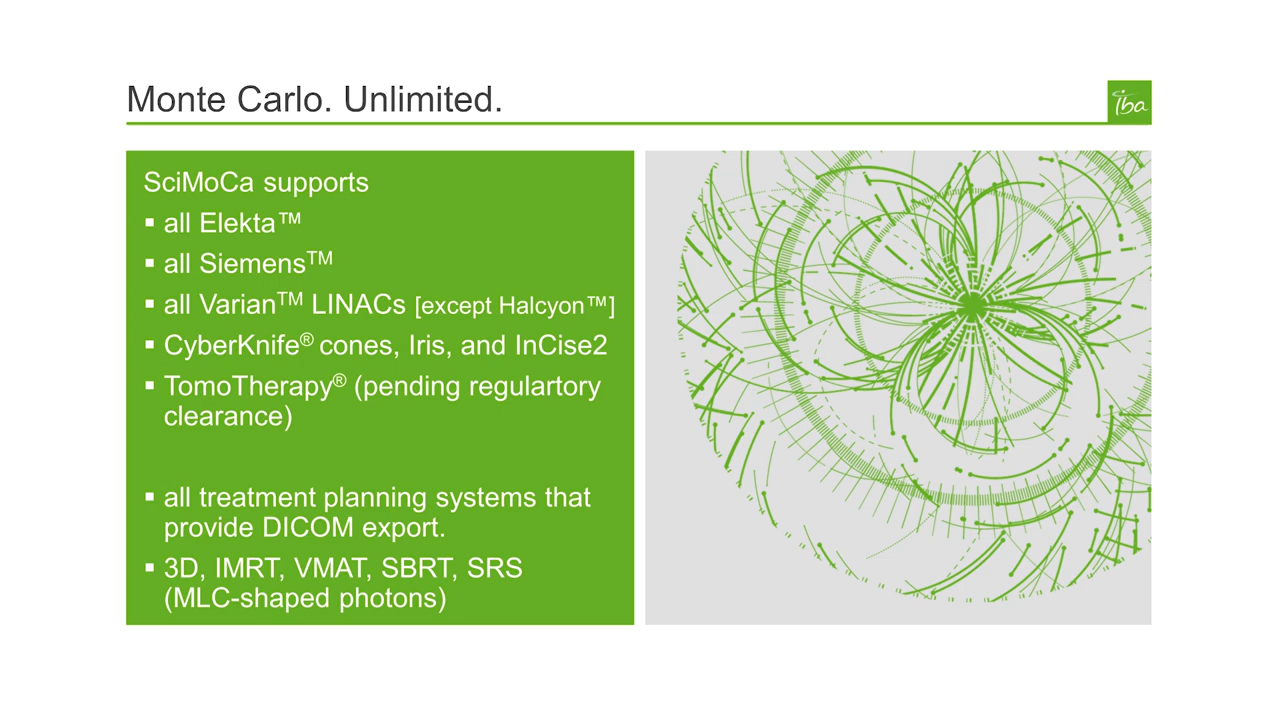 Monte Carlo. Unlimited.
iba
SciMoCa supports
▪ all Elekta™
▪ all Siemens™
▪ all Varian™ LINACs [except Halcyon™]
▪ CyberKnife® cones, Iris, and InCise2
▪ TomoTherapy® (pending regulartory
clearance)
▪ all treatment planning systems that
provide DICOM export.
▪ 3D, IMRT, VMAT, SBRT, SRS
(MLC-shaped photons)